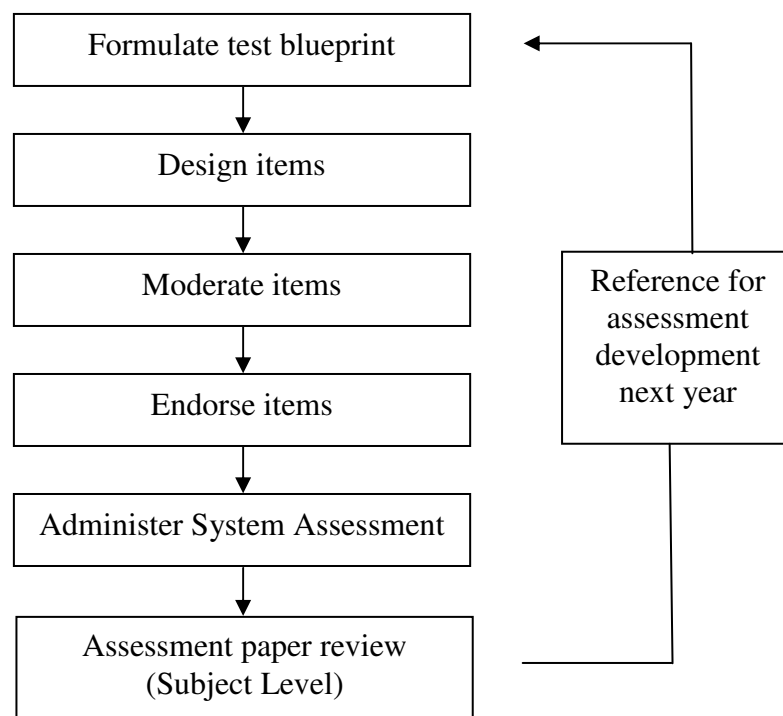 Formulate test blueprint
Design items
Moderate items
Endorse items
Administer System Assessment
Assessment paper review
(Subject Level)
Reference for
assessment
development
next year